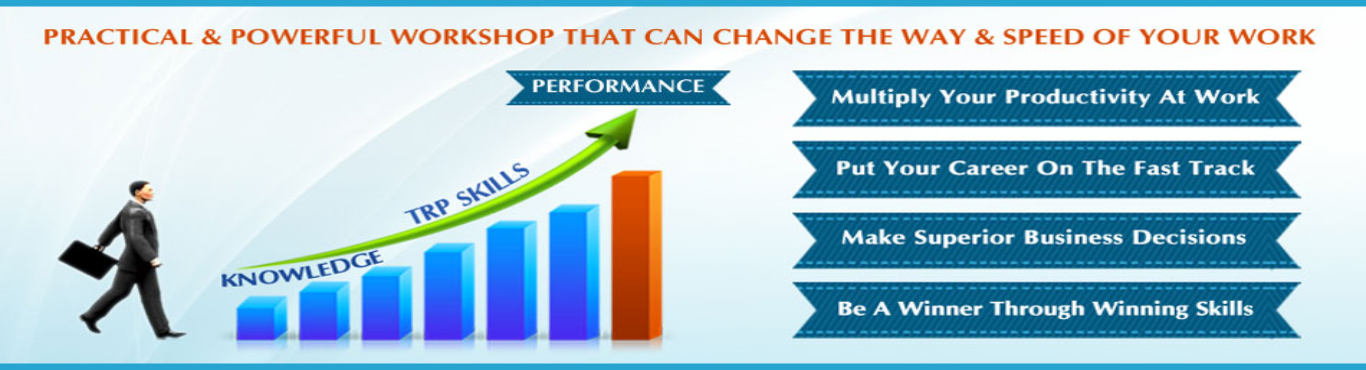 PRACTICAL & POWERFUL WORKSHOP THAT CAN CHANGE THE WAY & SPEED OF YOUR WORK
PERFORMANCE
TRP SKILLS
KNOWLEDGE
Multiply Your Productivity At Work
Put Your Career On The Fast Track
Make Superior Business Decisions
Be A Winner Through Winning Skills